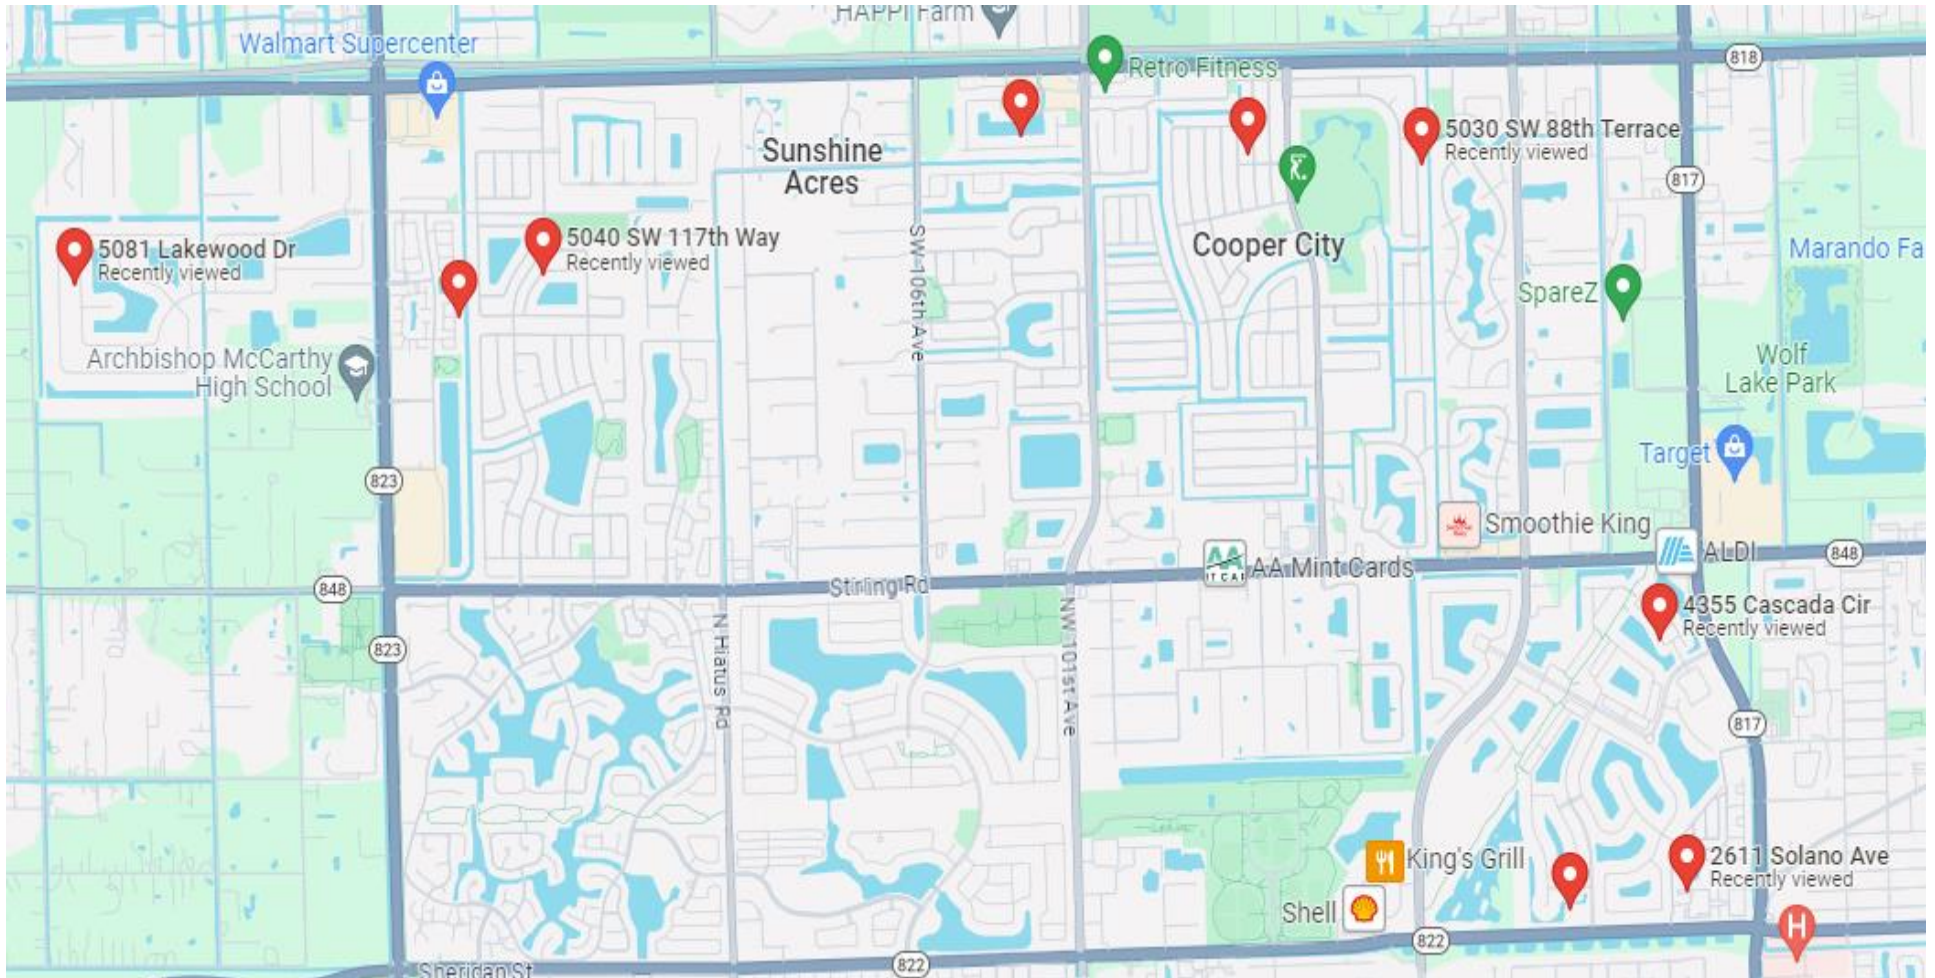 HAPPI Farm
Walmart Supercenter
Retro Fitness
818
Sunshine
Acres
5030 SW 88th Terrace
Recently viewed
817
5081 Lakewood Dr
Recently viewed
5040 SW 117th Way
Recently viewed
SW 106th Ave
Cooper City
Marando Fa
SpareZ
Archbishop McCarthy
High School
Wolf
Lake Park
Target
823
Smoothie King
ALDI
848
AA Mint Cards
848
Stirling Rd
4355 Cascada Cir
Recently viewed
823
N Hiatus Rd
NW 101st Ave
817
King's Grill
2611 Solano Ave
Recently viewed
Shell
H
822
822
Sheridan St